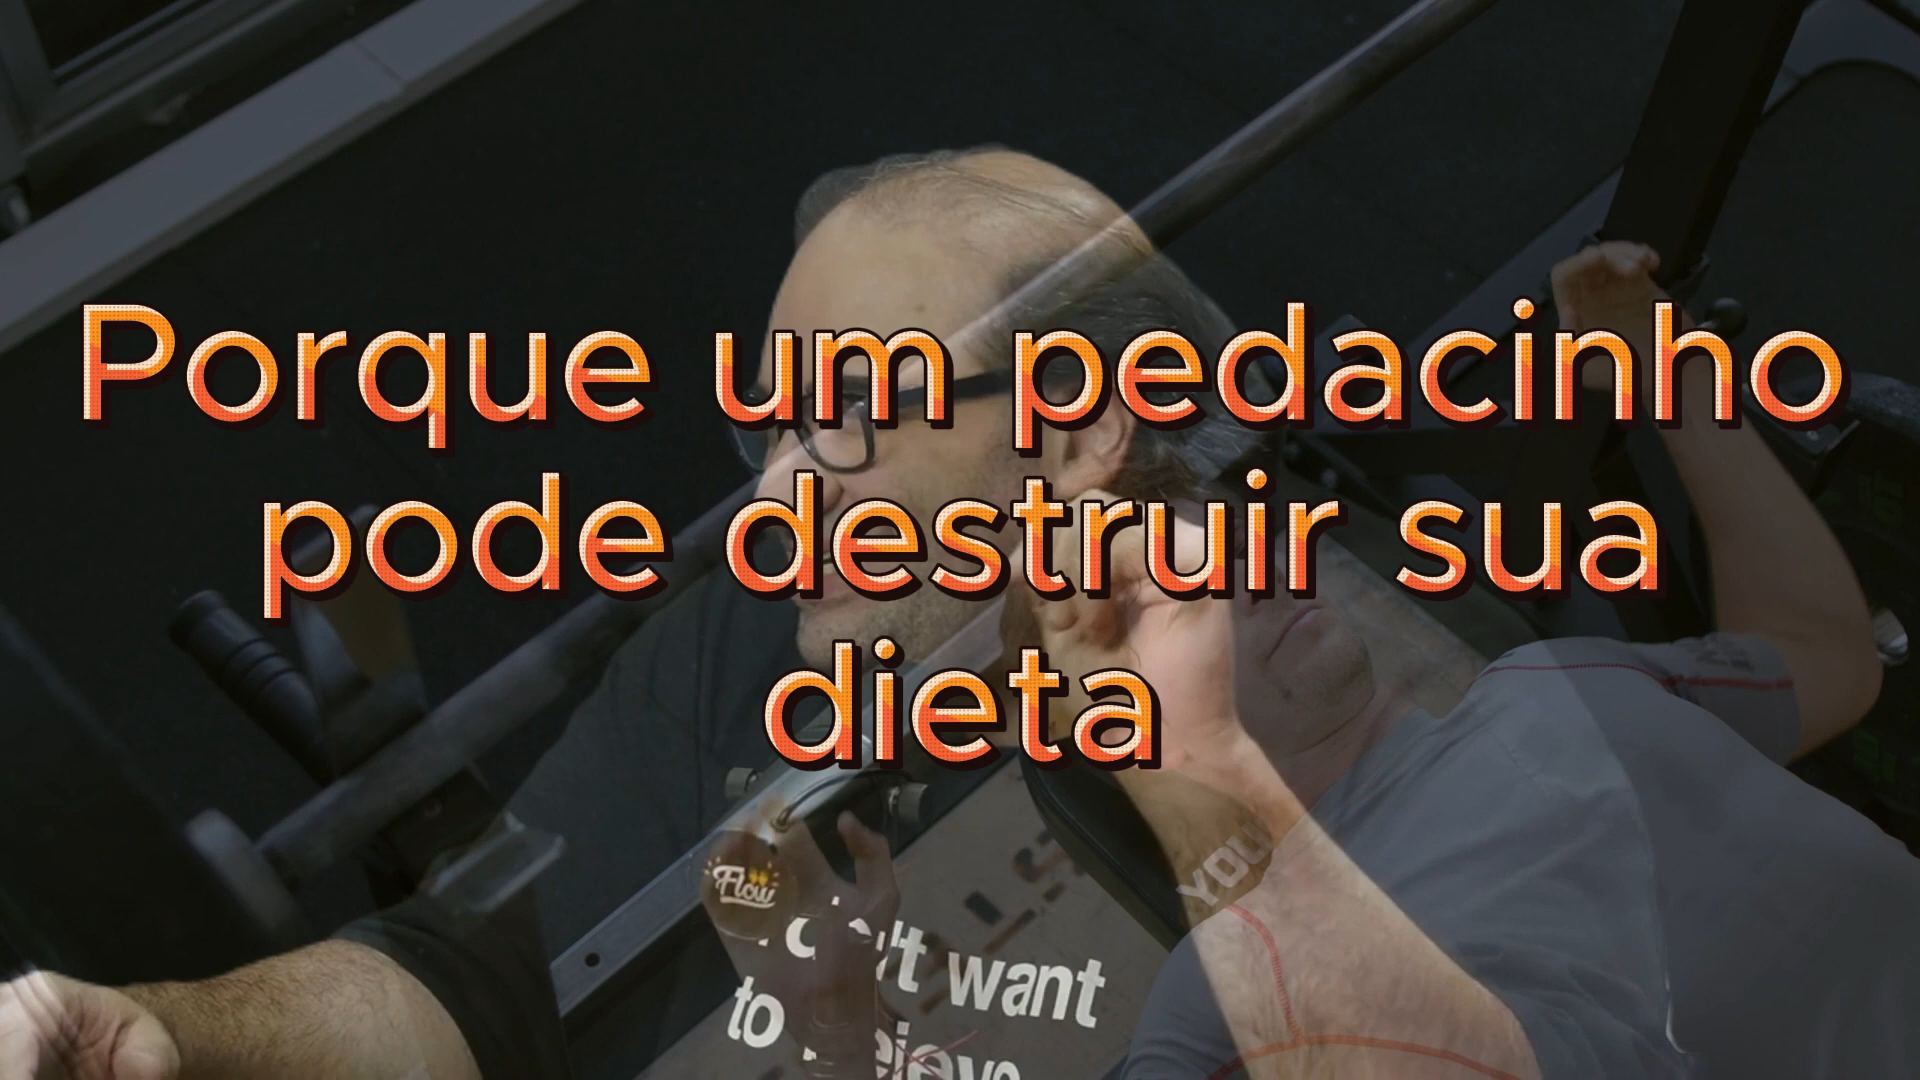 Porque um pedacinho
pode destruir sua
dieta
Flow
want
to
YOU